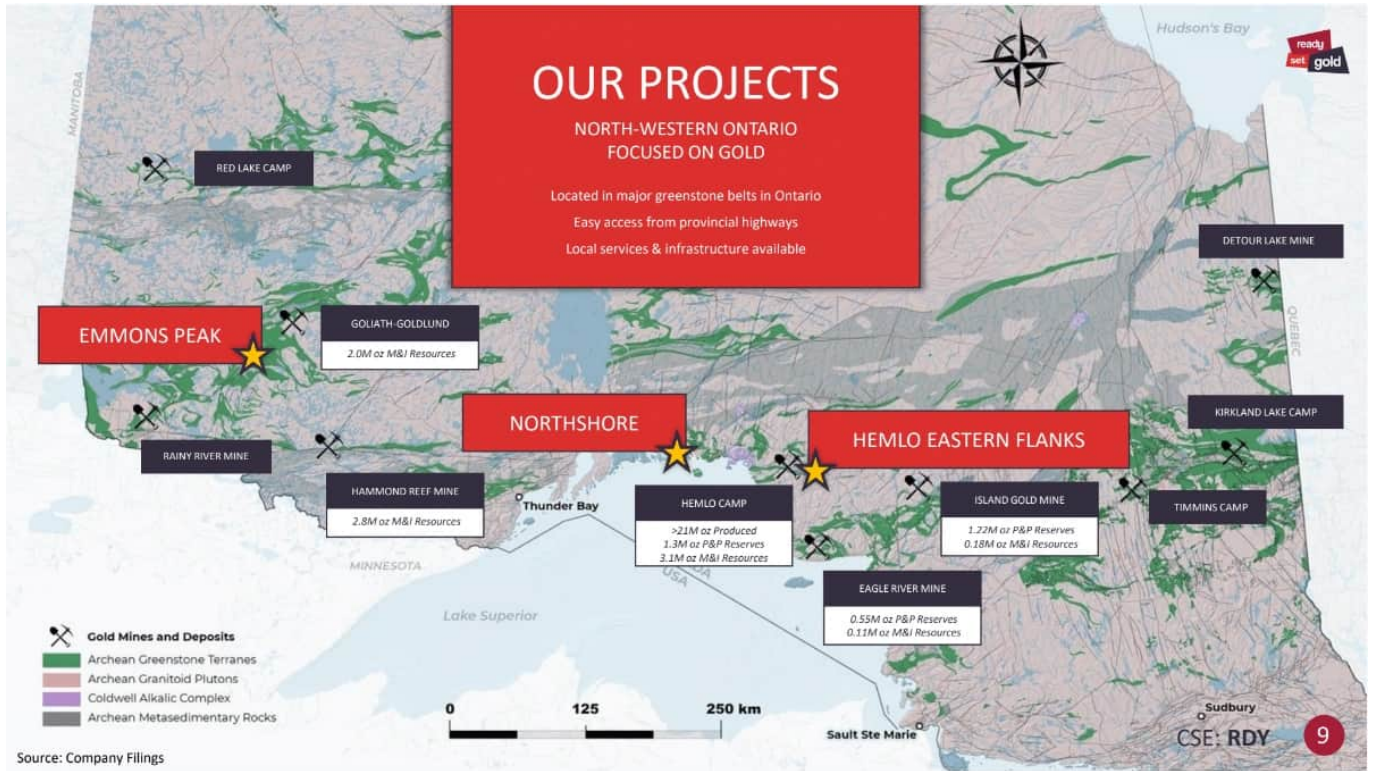 Hudson's Bay
ready
set gold
OUR PROJECTS
NORTH-WESTERN ONTARIO
FOCUSED ON GOLD
Located in major greenstone belts in Ontario
Easy access from provincial highways
Local services & infrastructure available
MANITOBA
RED LAKE CAMP
DETOUR LAKE MINE
QUEBEC
EMMONS PEAK
GOLIATH-GOLDLUND
2.0M oz M&I Resources
NORTHSHORE
HEMLO EASTERN FLANKS
KIRKLAND LAKE CAMP
RAINY RIVER MINE
HAMMOND REEF MINE
2.8M oz M&I Resources
Thunder Bay
HEMLO CAMP
>21M oz Produced
1.3M oz P&P Reserves
3.1M oz M&I Resources
ISLAND GOLD MINE
1.22M oz P&P Reserves
0.18M oz M&I Resources
TIMMINS CAMP
MINNESOTA
USA
EAGLE RIVER MINE
0.55M oz P&P Reserves
0.11M oz M&I Resources
Lake Superior
Gold Mines and Deposits
Archean Greenstone Terranes
Archean Granitoid Plutons
Coldwell Alkalic Complex
Archean Metasedimentary Rocks
0 125 250 km
Sault Ste Marie
Sudbury
CSE: RDY 9
Source: Company Filings